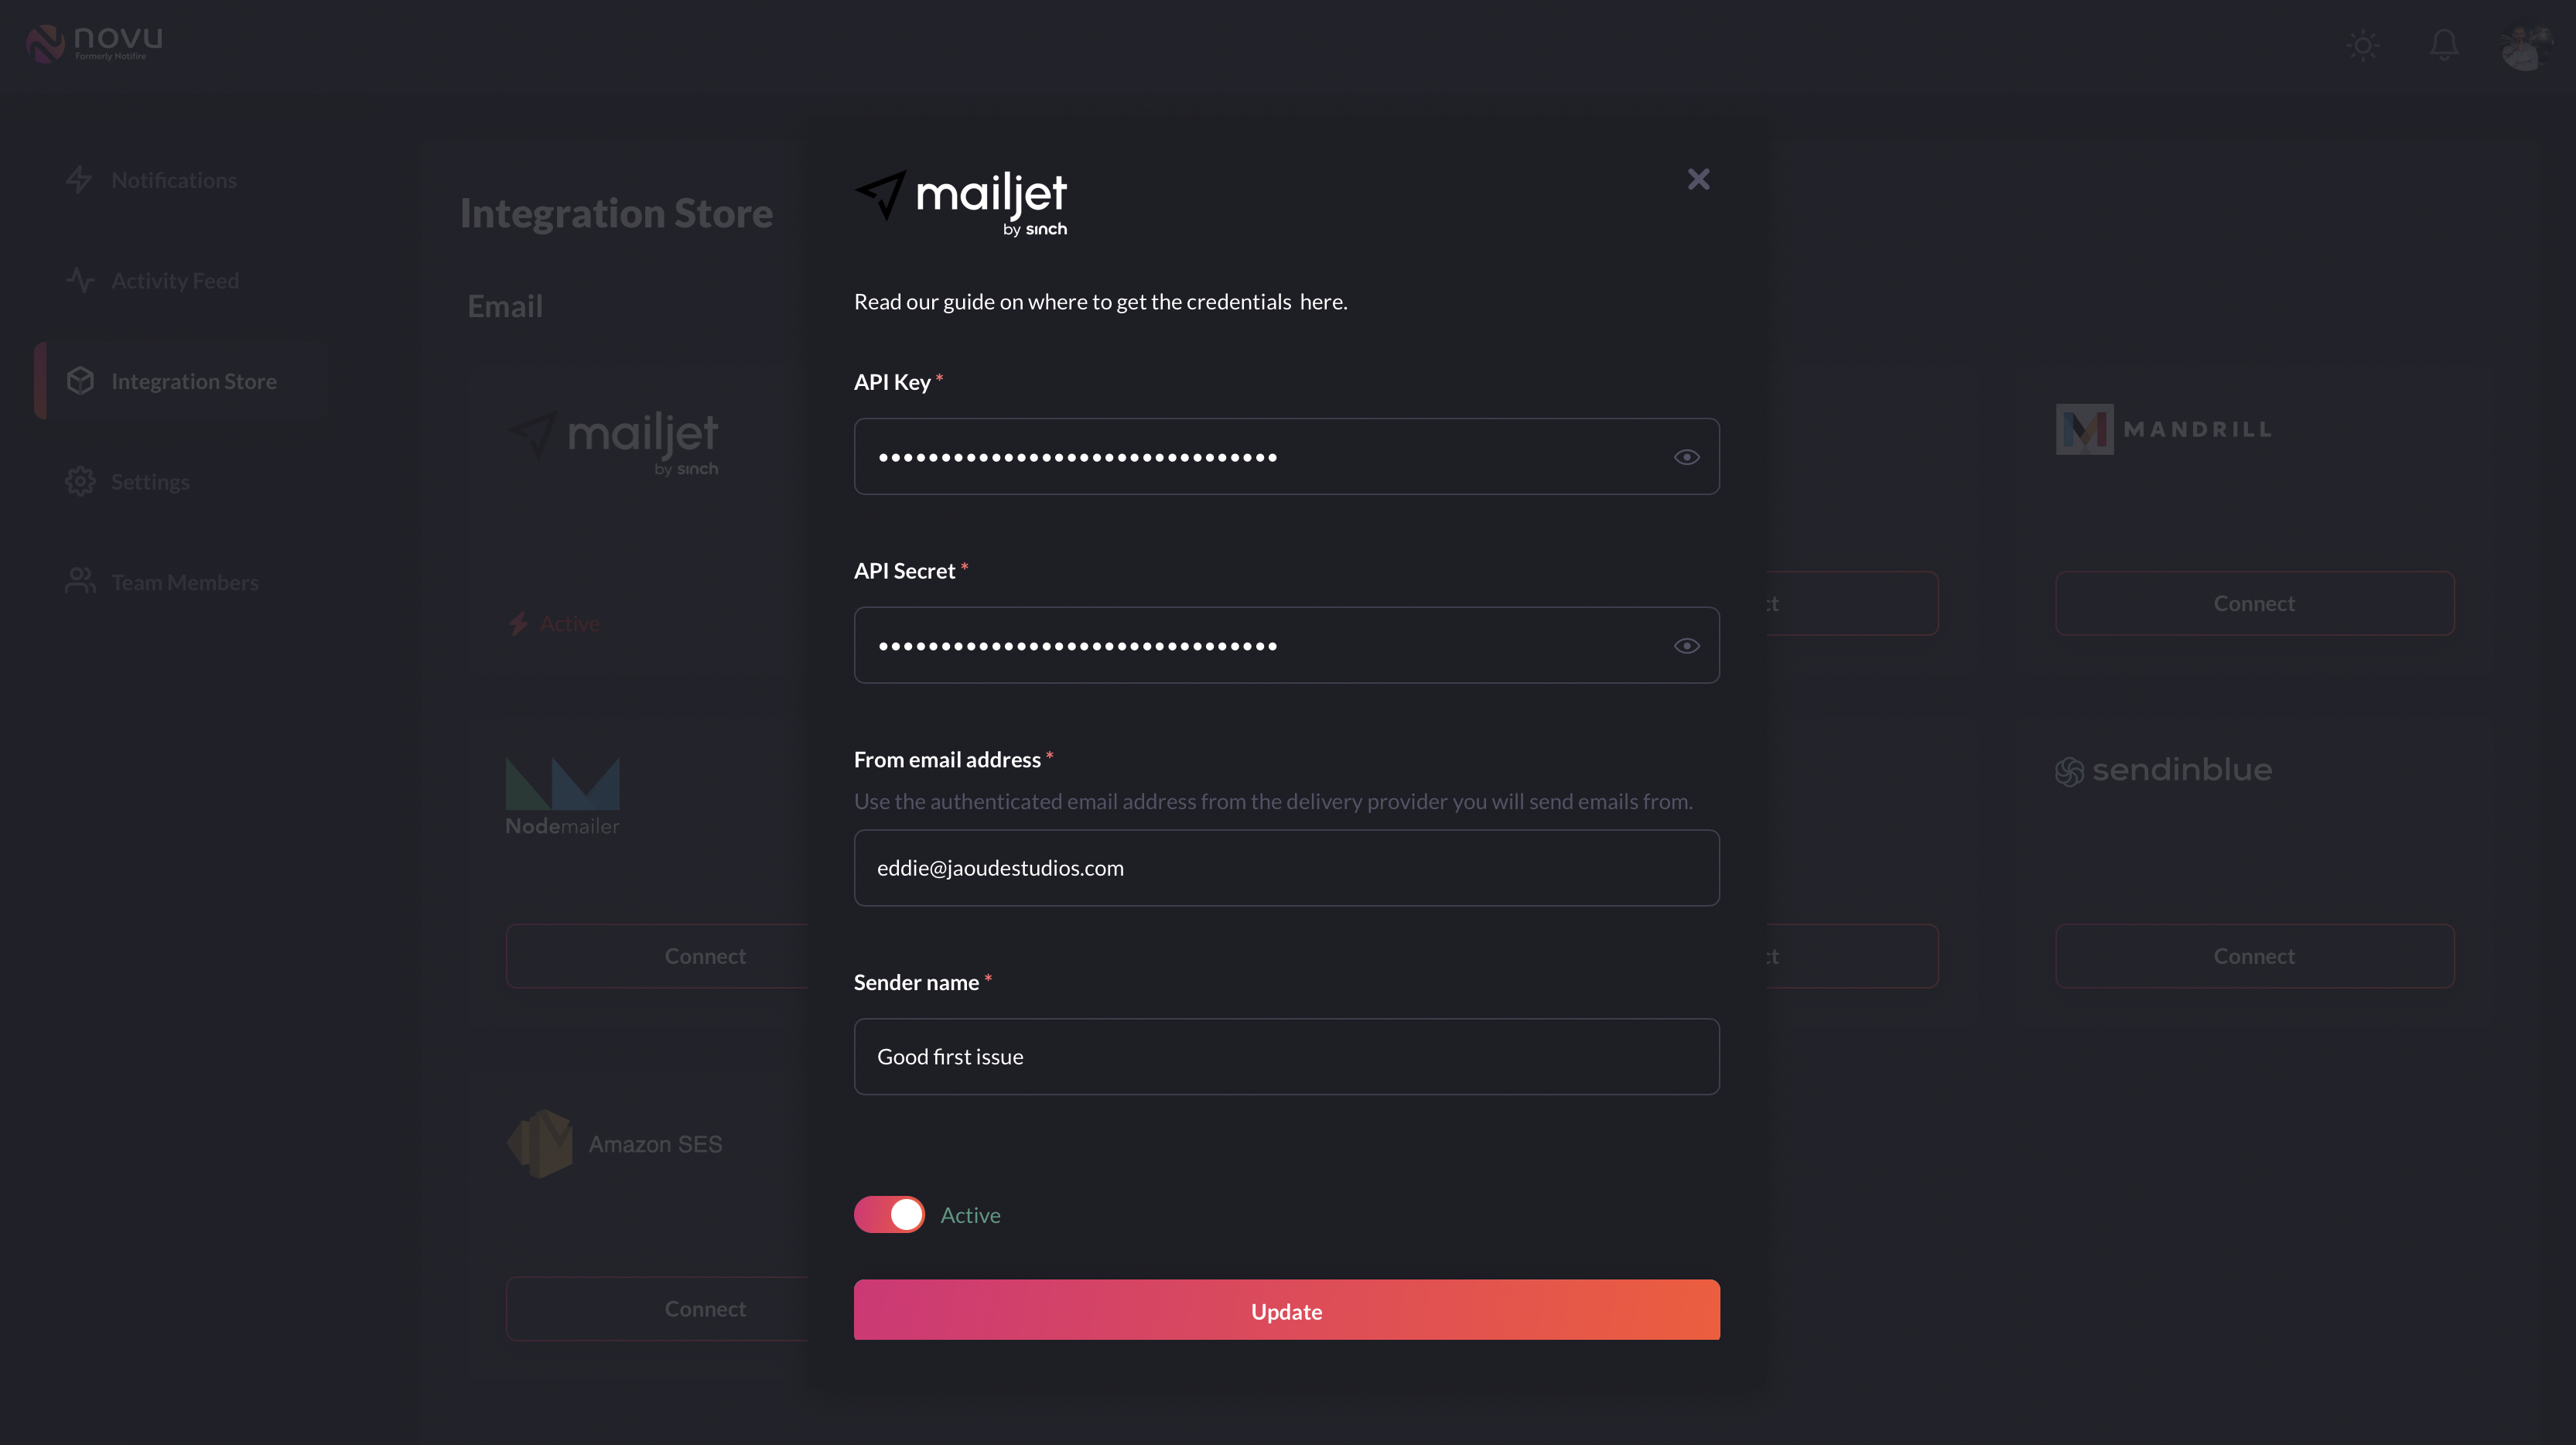 novu
Formerly Notifire
Notifications
Activity Feed
Integration Store
Settings
Team Members
Integration Store
Email
mailjet
by sinch
Active
Nodemailer
Connect
Amazon SES
Connect
mailjet
by sinch
Read our guide on where to get the credentials here.
API Key *
••••••••••••••••••••••••••••••••
API Secret *
••••••••••••••••••••••••••••••••
From email address *
Use the authenticated email address from the delivery provider you will send emails from.
eddie@jaoudestudios.com
Sender name *
Good first issue
Active
Update
ct
ct
MANDRILL
Connect
sendinblue
Connect